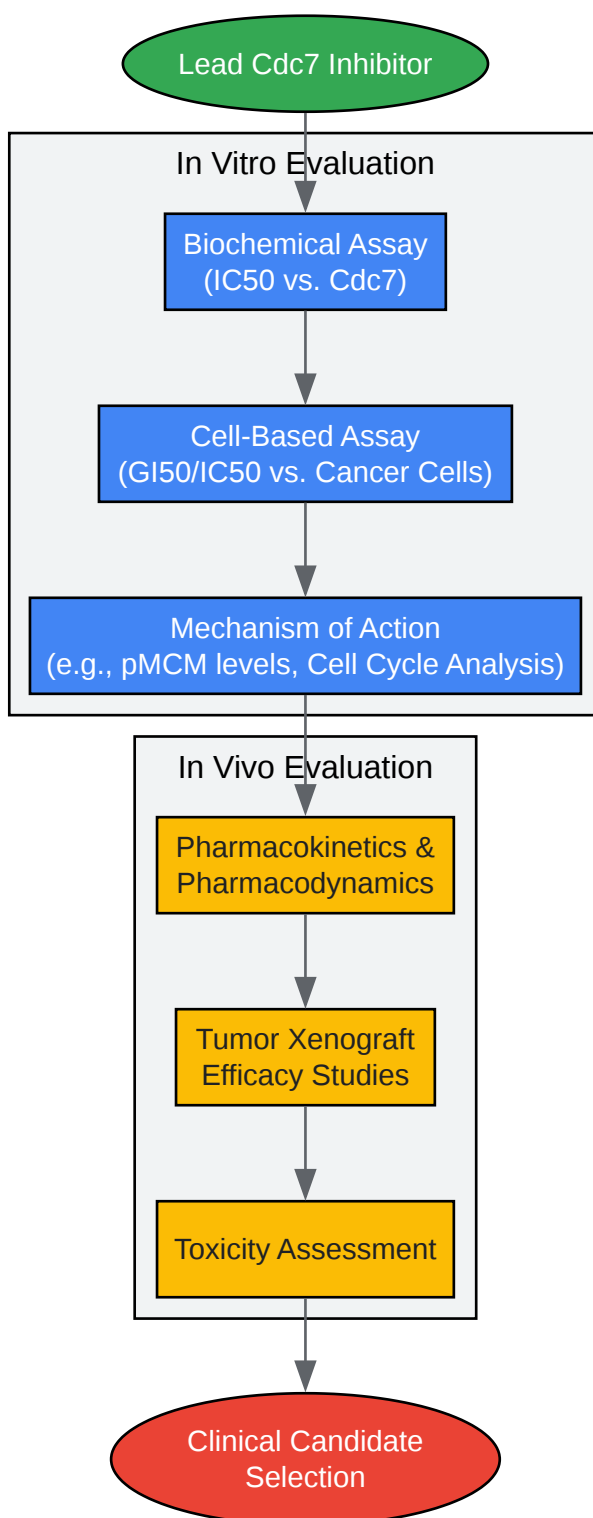 Lead Cdc7 Inhibitor
In Vitro Evaluation
Biochemical Assay
(IC50 vs. Cdc7)
Cell-Based Assay
(GI50/IC50 vs. Cancer Cells)
Mechanism of Action
(e.g., pMCM levels, Cell Cycle Analysis)
In Vivo Evaluation
Pharmacokinetics &
Pharmacodynamics
Tumor Xenograft
Efficacy Studies
Toxicity Assessment
Clinical Candidate
Selection